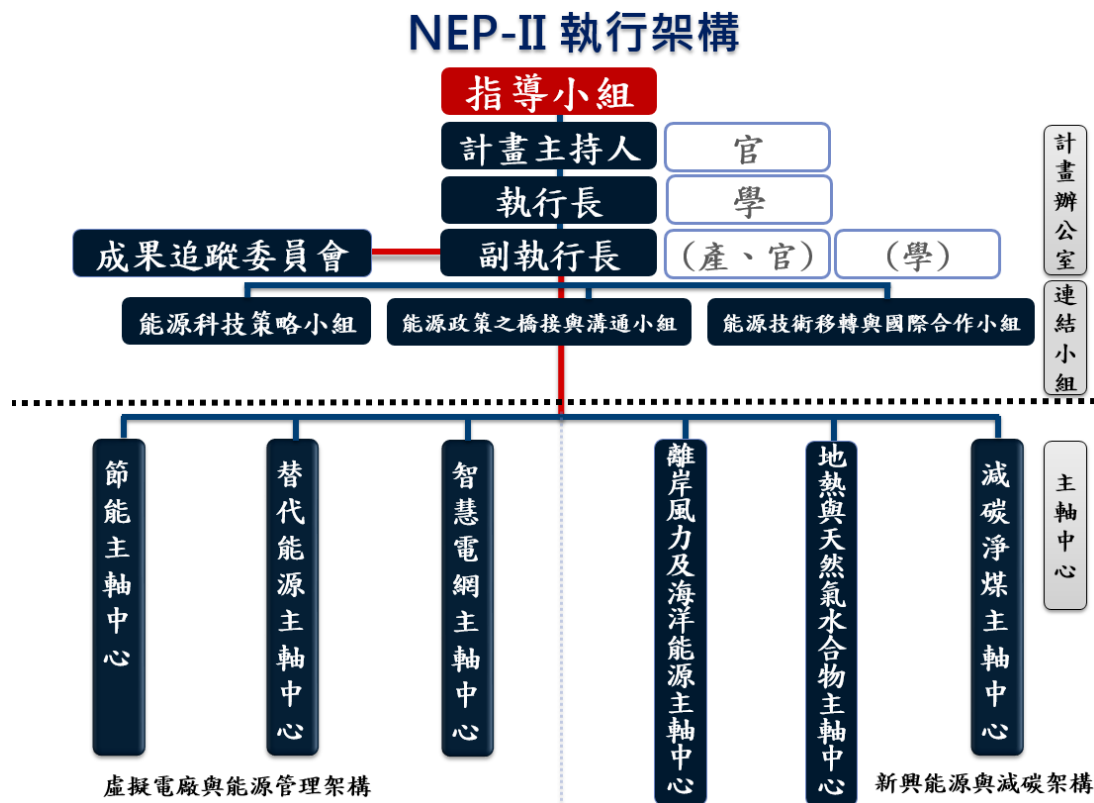 NEP-II 執行架構
指導小組
計畫主持人
官
執行長
學
計畫辦公室
成果追蹤委員會
副執行長
(產、官)
(學)
能源科技策略小組
能源政策之橋接與溝通小組
能源技術移轉與國際合作小組
連結小組
節能主軸中心
替代能源主軸中心
智慧電網主軸中心
離岸風力及海洋能源主軸中心
地熱與天然氣水合物主軸中心
減碳淨煤主軸中心
主軸中心
虛擬電廠與能源管理架構
新興能源與減碳架構